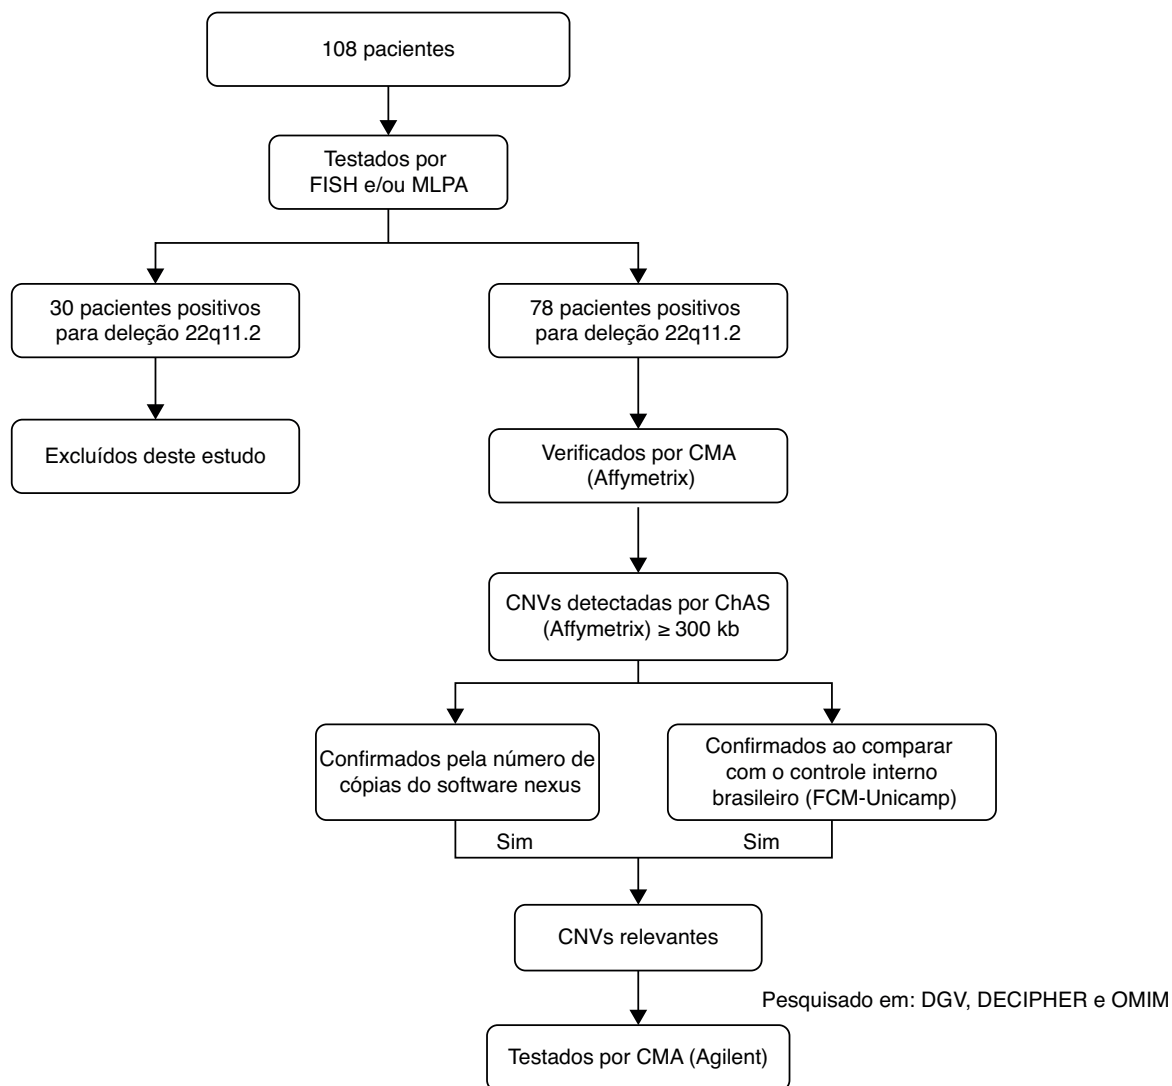 108 pacientes
Testados por
FISH e/ou MLPA
30 pacientes positivos
para deleção 22q11.2
78 pacientes positivos
para deleção 22q11.2
Excluídos deste estudo
Verificados por CMA
(Affymetrix)
CNVs detectadas por ChAS
(Affymetrix) ≥ 300 kb
Confirmados pela número de
cópias do software nexus
Confirmados ao comparar
com o controle interno
brasileiro (FCM-Unicamp)
Sim
Sim
CNVs relevantes
Pesquisado em: DGV, DECIPHER e OMIM
Testados por CMA (Agilent)